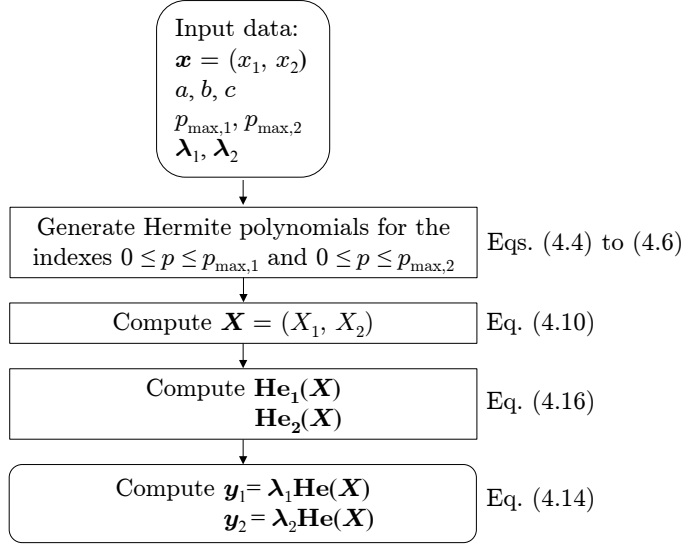 Input data:
x = (x₁, x₂)
a, b, c
pₘₐₓ,₁, pₘₐₓ,₂
λ₁, λ₂
Generate Hermite polynomials for the
indexes 0 ≤ p ≤ pₘₐₓ,₁ and 0 ≤ p ≤ pₘₐₓ,₂
Eqs. (4.4) to (4.6)
Compute X = (X₁, X₂)
Eq. (4.10)
Compute He₁(X)
He₂(X)
Eq. (4.16)
Compute y₁= λ₁He(X)
y₂= λ₂He(X)
Eq. (4.14)